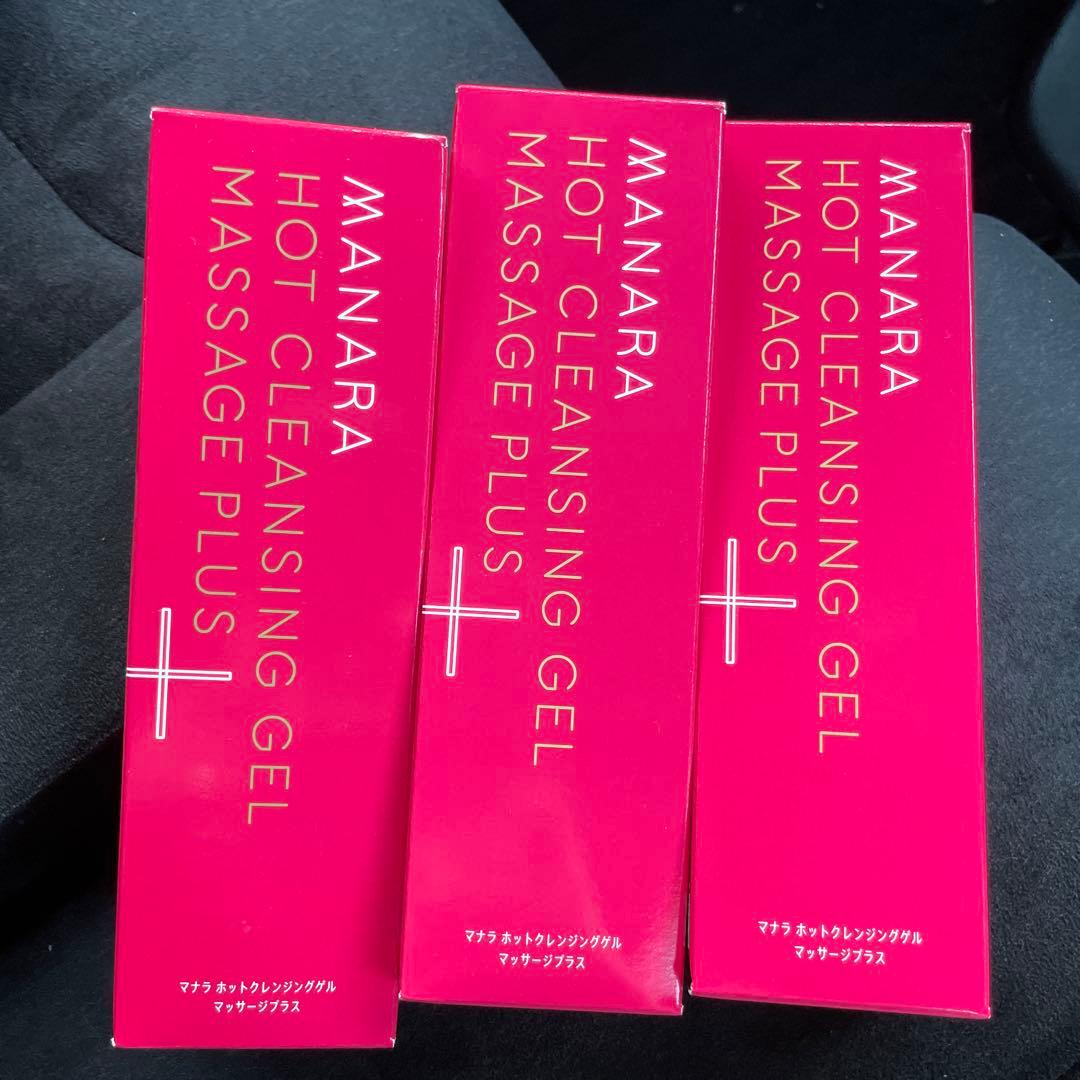 MANARA
HOT CLEANSING GEL
MASSAGE PLUS
マナラ ホットクレンジングゲル
マッサージプラス
MANARA
HOT CLEANSING GEL
MASSAGE PLUS
マナラ ホットクレンジングゲル
マッサージプラス
MANARA
HOT CLEANSING GEL
MASSAGE PLUS
マナラ ホットクレンジングゲル
マッサージプラス